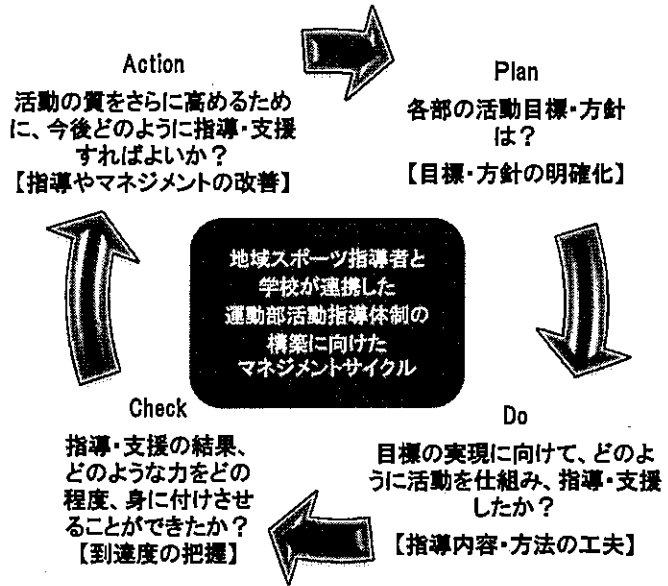 Action
活動の質をさらに高めるため
に、今後どのように指導・支援
すればよいか？
【指導やマネジメントの改善】
Plan
各部の活動目標・方針
は？
【目標・方針の明確化】
地域スポーツ指導者と
学校が連携した
運動部活動指導体制の
構築に向けた
マネジメントサイクル
Check
指導・支援の結果、
どのような力をどの
程度、身に付けさせ
ることができたか？
【到達度の把握】
Do
目標の実現に向けて、どのよ
うに活動を仕組み、指導・支援
したか？
【指導内容・方法の工夫】